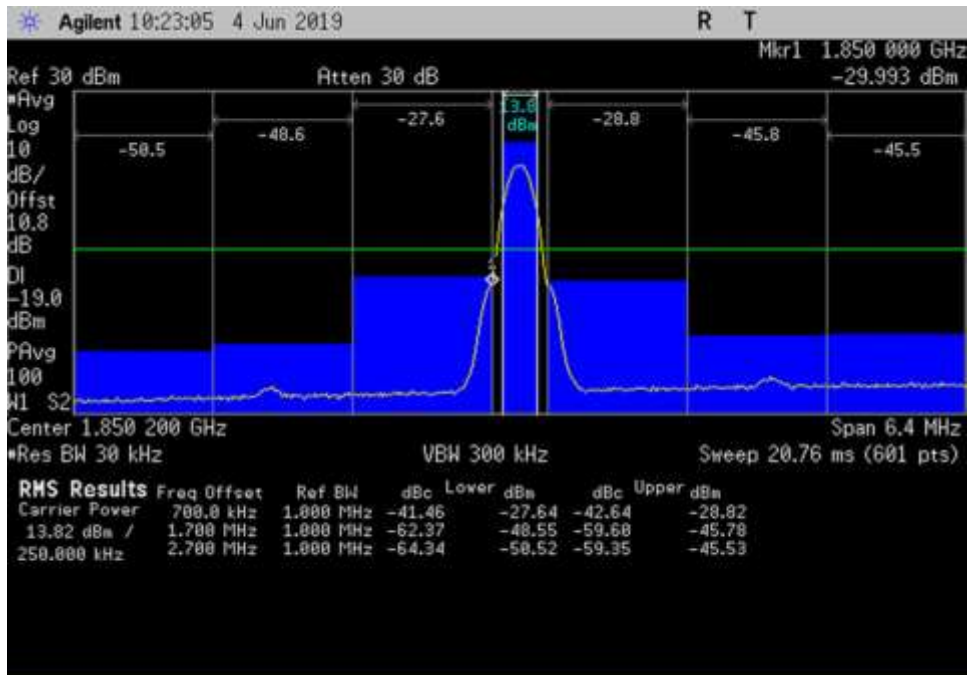 Agilent 10:23:05 4 Jun 2019 R T
Mkr1 1.850 000 GHz
Ref 30 dBm Atten 30 dB -29.993 dBm
#Avg
Log
10
dB/
Offst
10.8
dB
DI
-19.0
dBm
PAvg
100
W1 S2
-50.5 -48.6 -27.6 13.8 dBm -28.8 -45.8 -45.5
Center 1.850 200 GHz Span 6.4 MHz
#Res BW 30 kHz VBW 300 kHz Sweep 20.76 ms (601 pts)
RMS Results Freq Offset Ref BW dBc Lower dBm dBc Upper dBm
Carrier Power 700.0 kHz 1.000 MHz -41.46 -27.64 -42.64 -28.82
13.82 dBm / 1.700 MHz 1.000 MHz -62.37 -48.55 -59.60 -45.78
250.000 kHz 2.700 MHz 1.000 MHz -64.34 -50.52 -59.35 -45.53